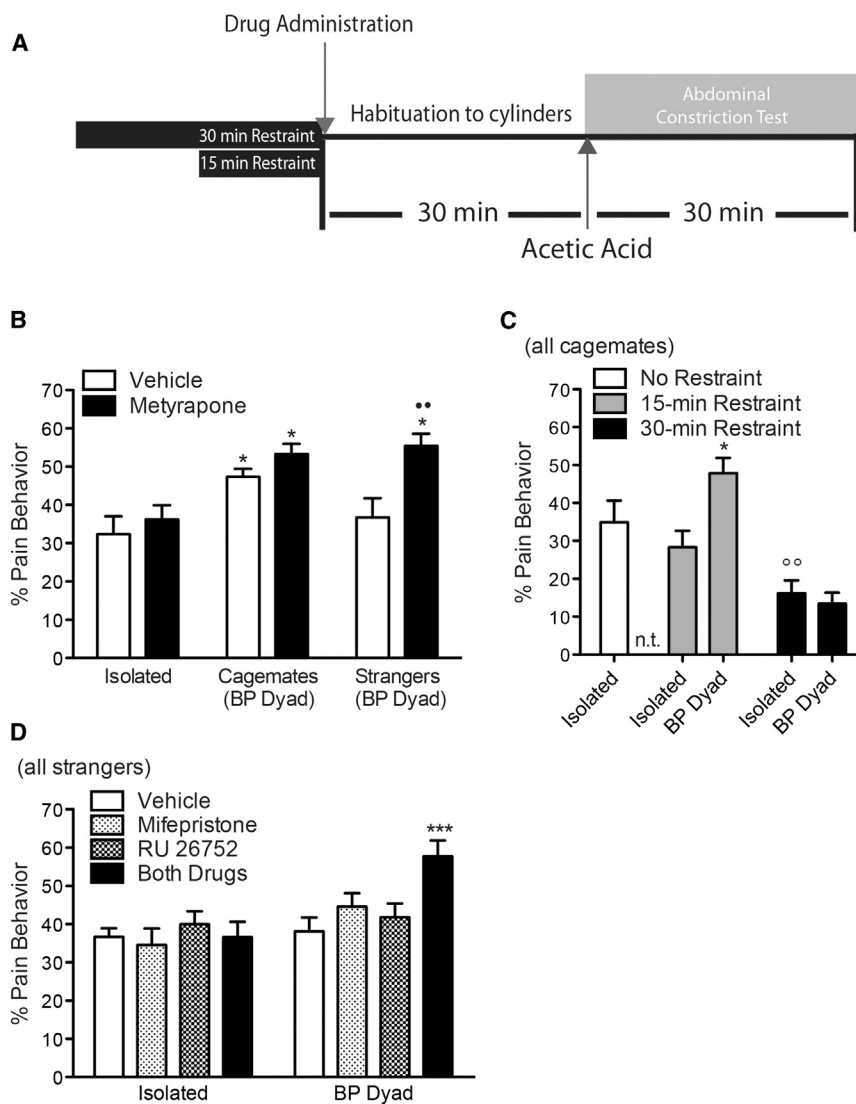 A
Drug Administration
Habituation to cylinders
Abdominal
Constriction Test
30 min Restraint
15 min Restraint
30 min
30 min
Acetic Acid
B
Vehicle
Metyrapone
% Pain Behavior
70
60
50
40
30
20
10
0
*
*
••
*
Isolated
Cagemates
(BP Dyad)
Strangers
(BP Dyad)
C
(all cagemates)
No Restraint
15-min Restraint
30-min Restraint
% Pain Behavior
70
60
50
40
30
20
10
0
n.t.
*
°°
Isolated
Isolated
BP Dyad
Isolated
BP Dyad
D
(all strangers)
Vehicle
Mifepristone
RU 26752
Both Drugs
% Pain Behavior
70
60
50
40
30
20
10
0
***
Isolated
BP Dyad